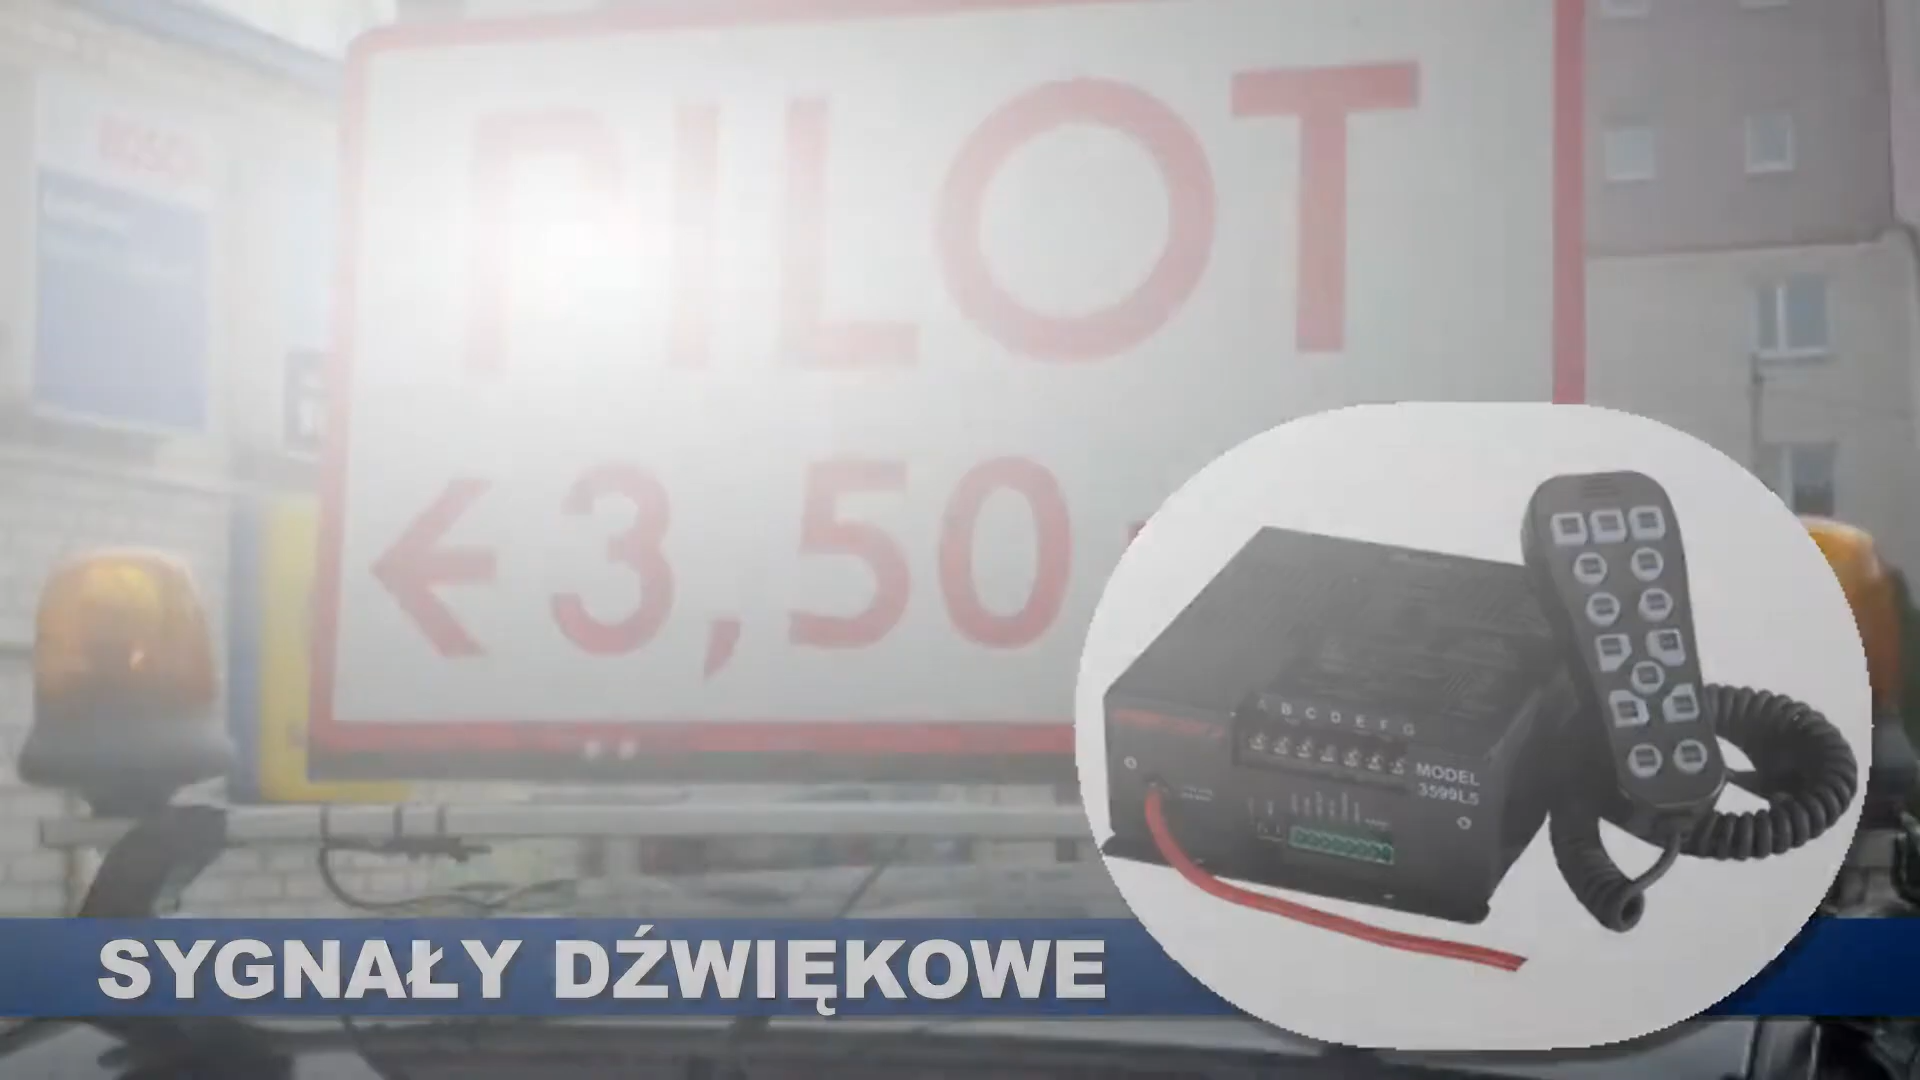 PILOT
←3,50
A B C D E F G
MODEL
3599L5
SYGNAŁY DŹWIĘKOWE